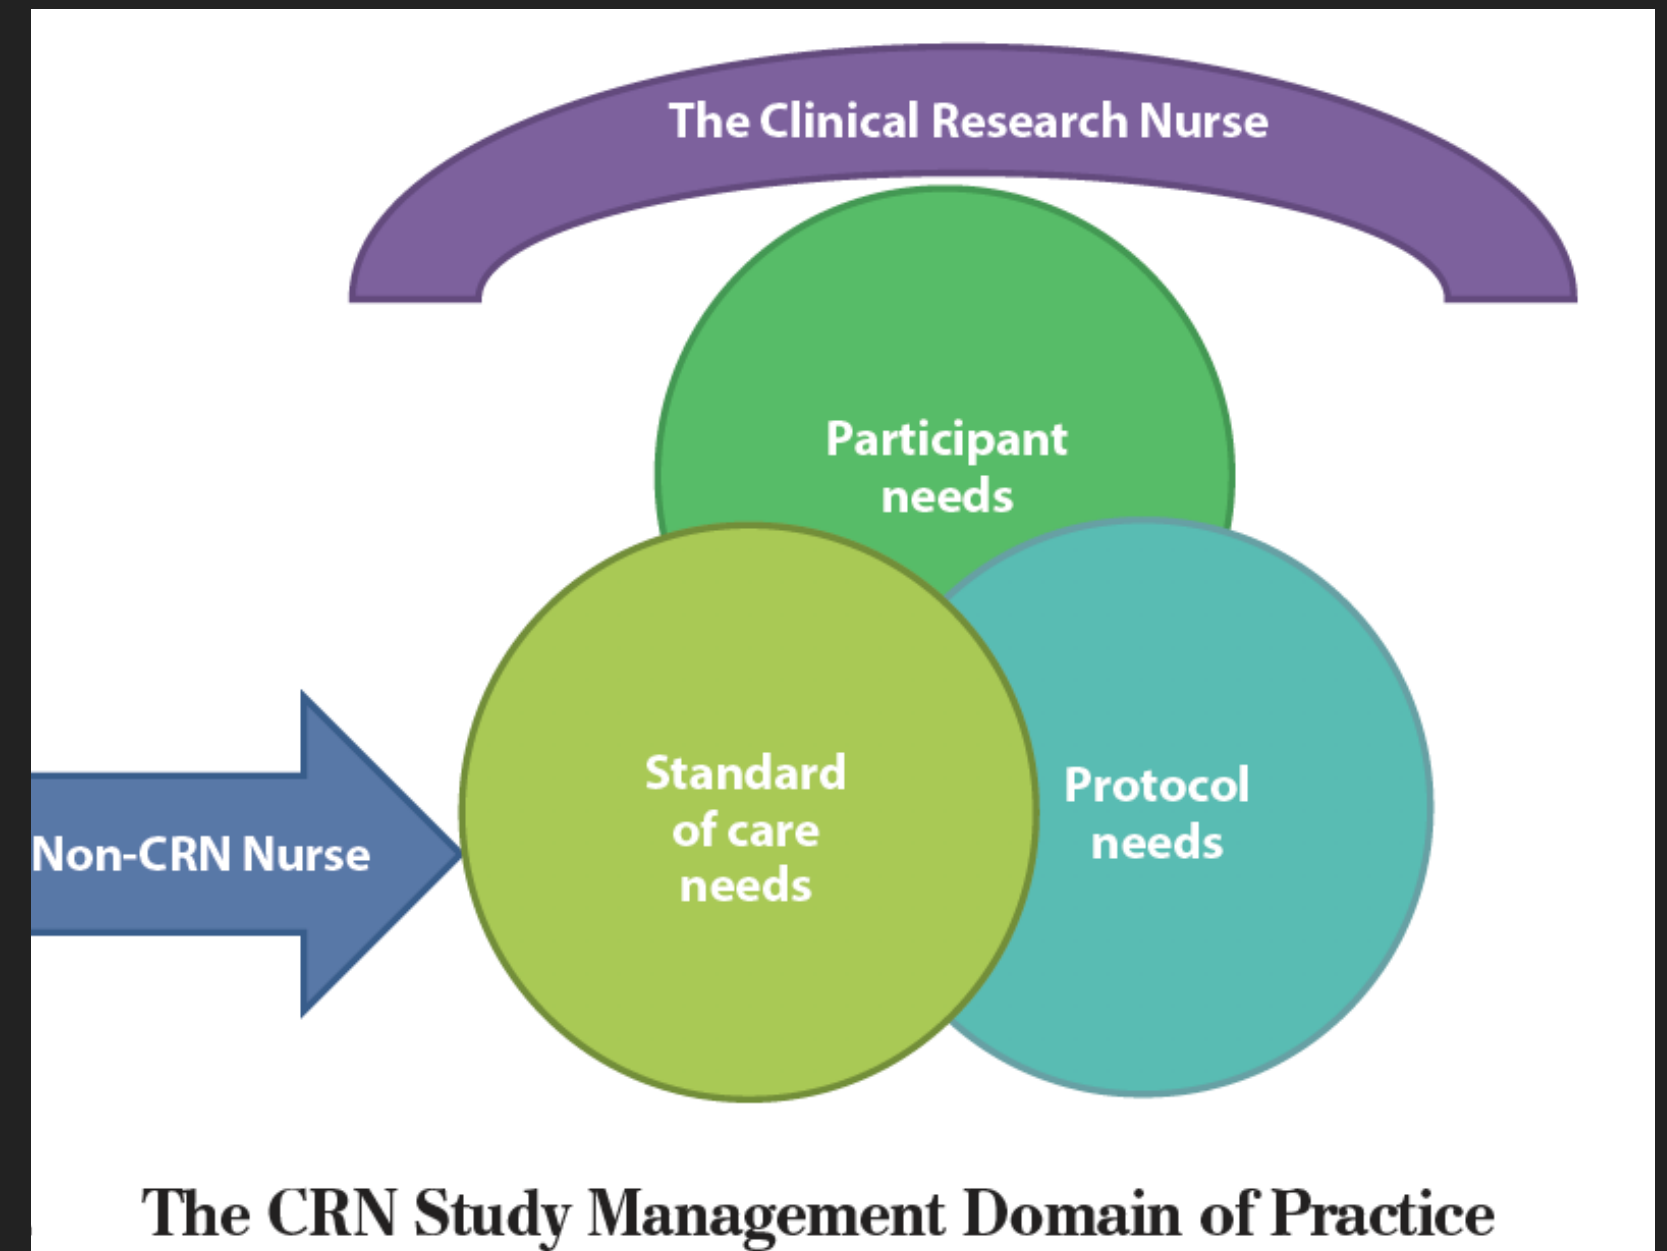 The Clinical Research Nurse
Participant
needs
Standard
of care
needs
Protocol
needs
Non-CRN Nurse
The CRN Study Management Domain of Practice